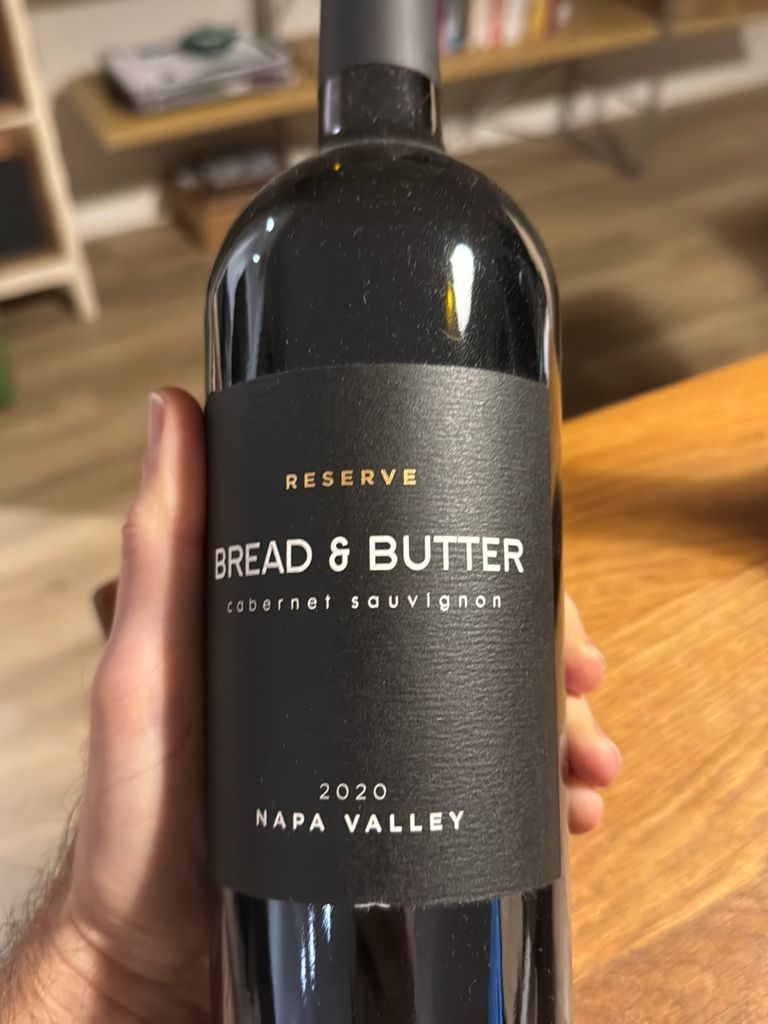 RESERVE
BREAD & BUTTER
cabernet sauvignon
2020
NAPA VALLEY